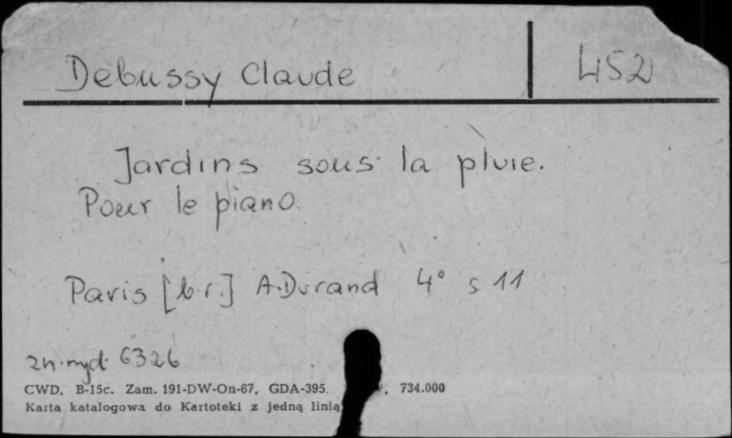 Debussy Claude 452
Jardins sous la pluie.
Pour le piano.
Paris [b.r.] A. Durand 4° s 11
zn. nyd. 6326
CWD. B-15c. Zam. 191-DW-On-67, GDA-395. , 734.000
Karta katalogowa do Kartoteki z jedną linią